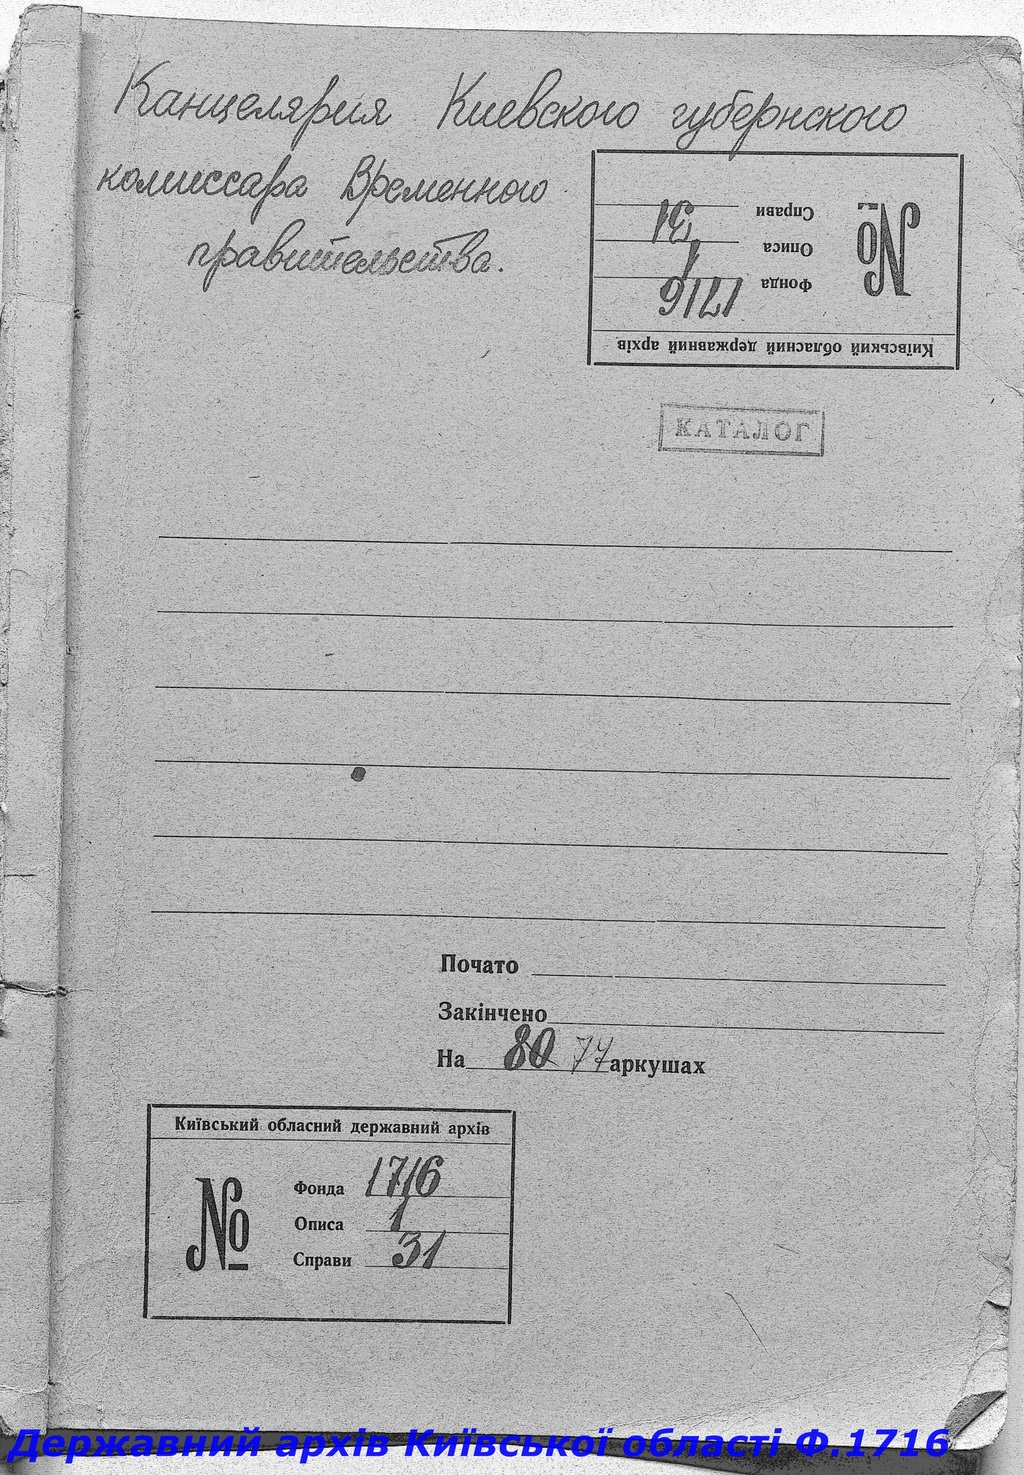 Канцелярия Киевского губернского
комиссара Временного
правительства.
Київський обласний державний архів
№
Фонда 1716
Описа 1
Справи 31
КАТАЛОГ
Почато
Закінчено
На 80 77 аркушах
Київський обласний державний архів
№
Фонда 1716
Описа 1
Справи 31
Державний архів Київської області Ф.1716